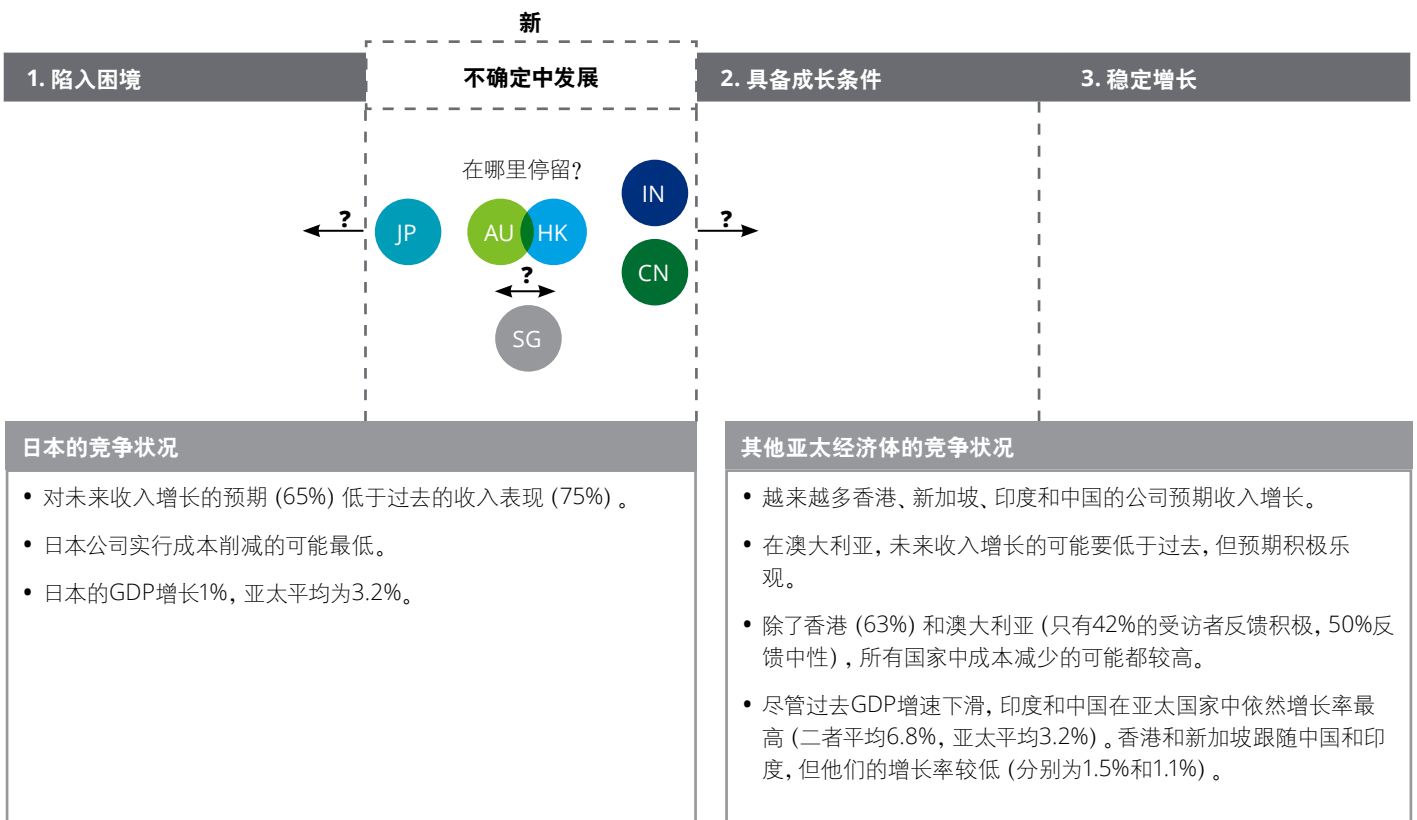 新
1. 陷入困境
不确定中发展
2. 具备成长条件
3. 稳定增长
在哪里停留?
IN
?
JP
AU
HK
?
CN
?
SG
日本的竞争状况
• 对未来收入增长的预期 (65%) 低于过去的收入表现 (75%) 。
• 日本公司实行成本削减的可能最低。
• 日本的GDP增长1%, 亚太平均为3.2%。
其他亚太经济体的竞争状况
• 越来越多香港、新加坡、印度和中国的公司预期收入增长。
• 在澳大利亚, 未来收入增长的可能要低于过去, 但预期积极乐
观。
• 除了香港 (63%) 和澳大利亚 (只有42%的受访者反馈积极, 50%反
馈中性) , 所有国家中成本减少的可能都较高。
• 尽管过去GDP增速下滑, 印度和中国在亚太国家中依然增长率最
高 (二者平均6.8%, 亚太平均3.2%) 。香港和新加坡跟随中国和印
度, 但他们的增长率较低 (分别为1.5%和1.1%) 。